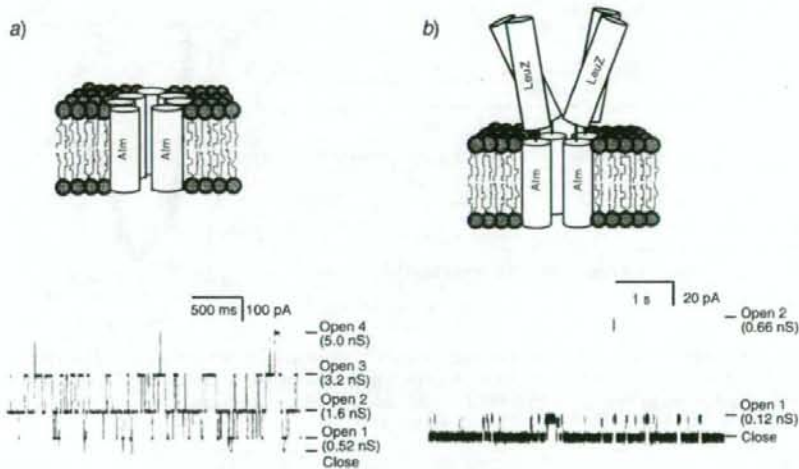 a)
Alm
Alm
500 ms
100 pA
Open 4
(5.0 nS)
Open 3
(3.2 nS)
Open 2
(1.6 nS)
Open 1
(0.52 nS)
Close
b)
LeuZ
LeuZ
Alm
Alm
1 s
20 pA
Open 2
(0.66 nS)
Open 1
(0.12 nS)
Close